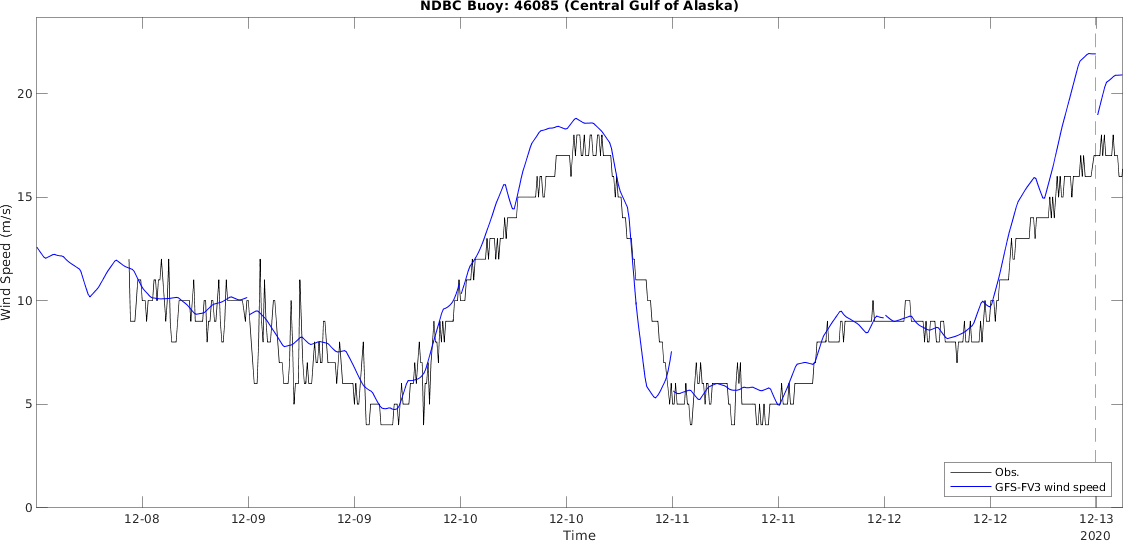 NDBC Buoy: 46085 (Central Gulf of Alaska)
Wind Speed (m/s)
20
15
10
5
0
Obs.
GFS-FV3 wind speed
12-08 12-09 12-09 12-10 12-10 12-11 12-11 12-12 12-12 12-13
Time 2020